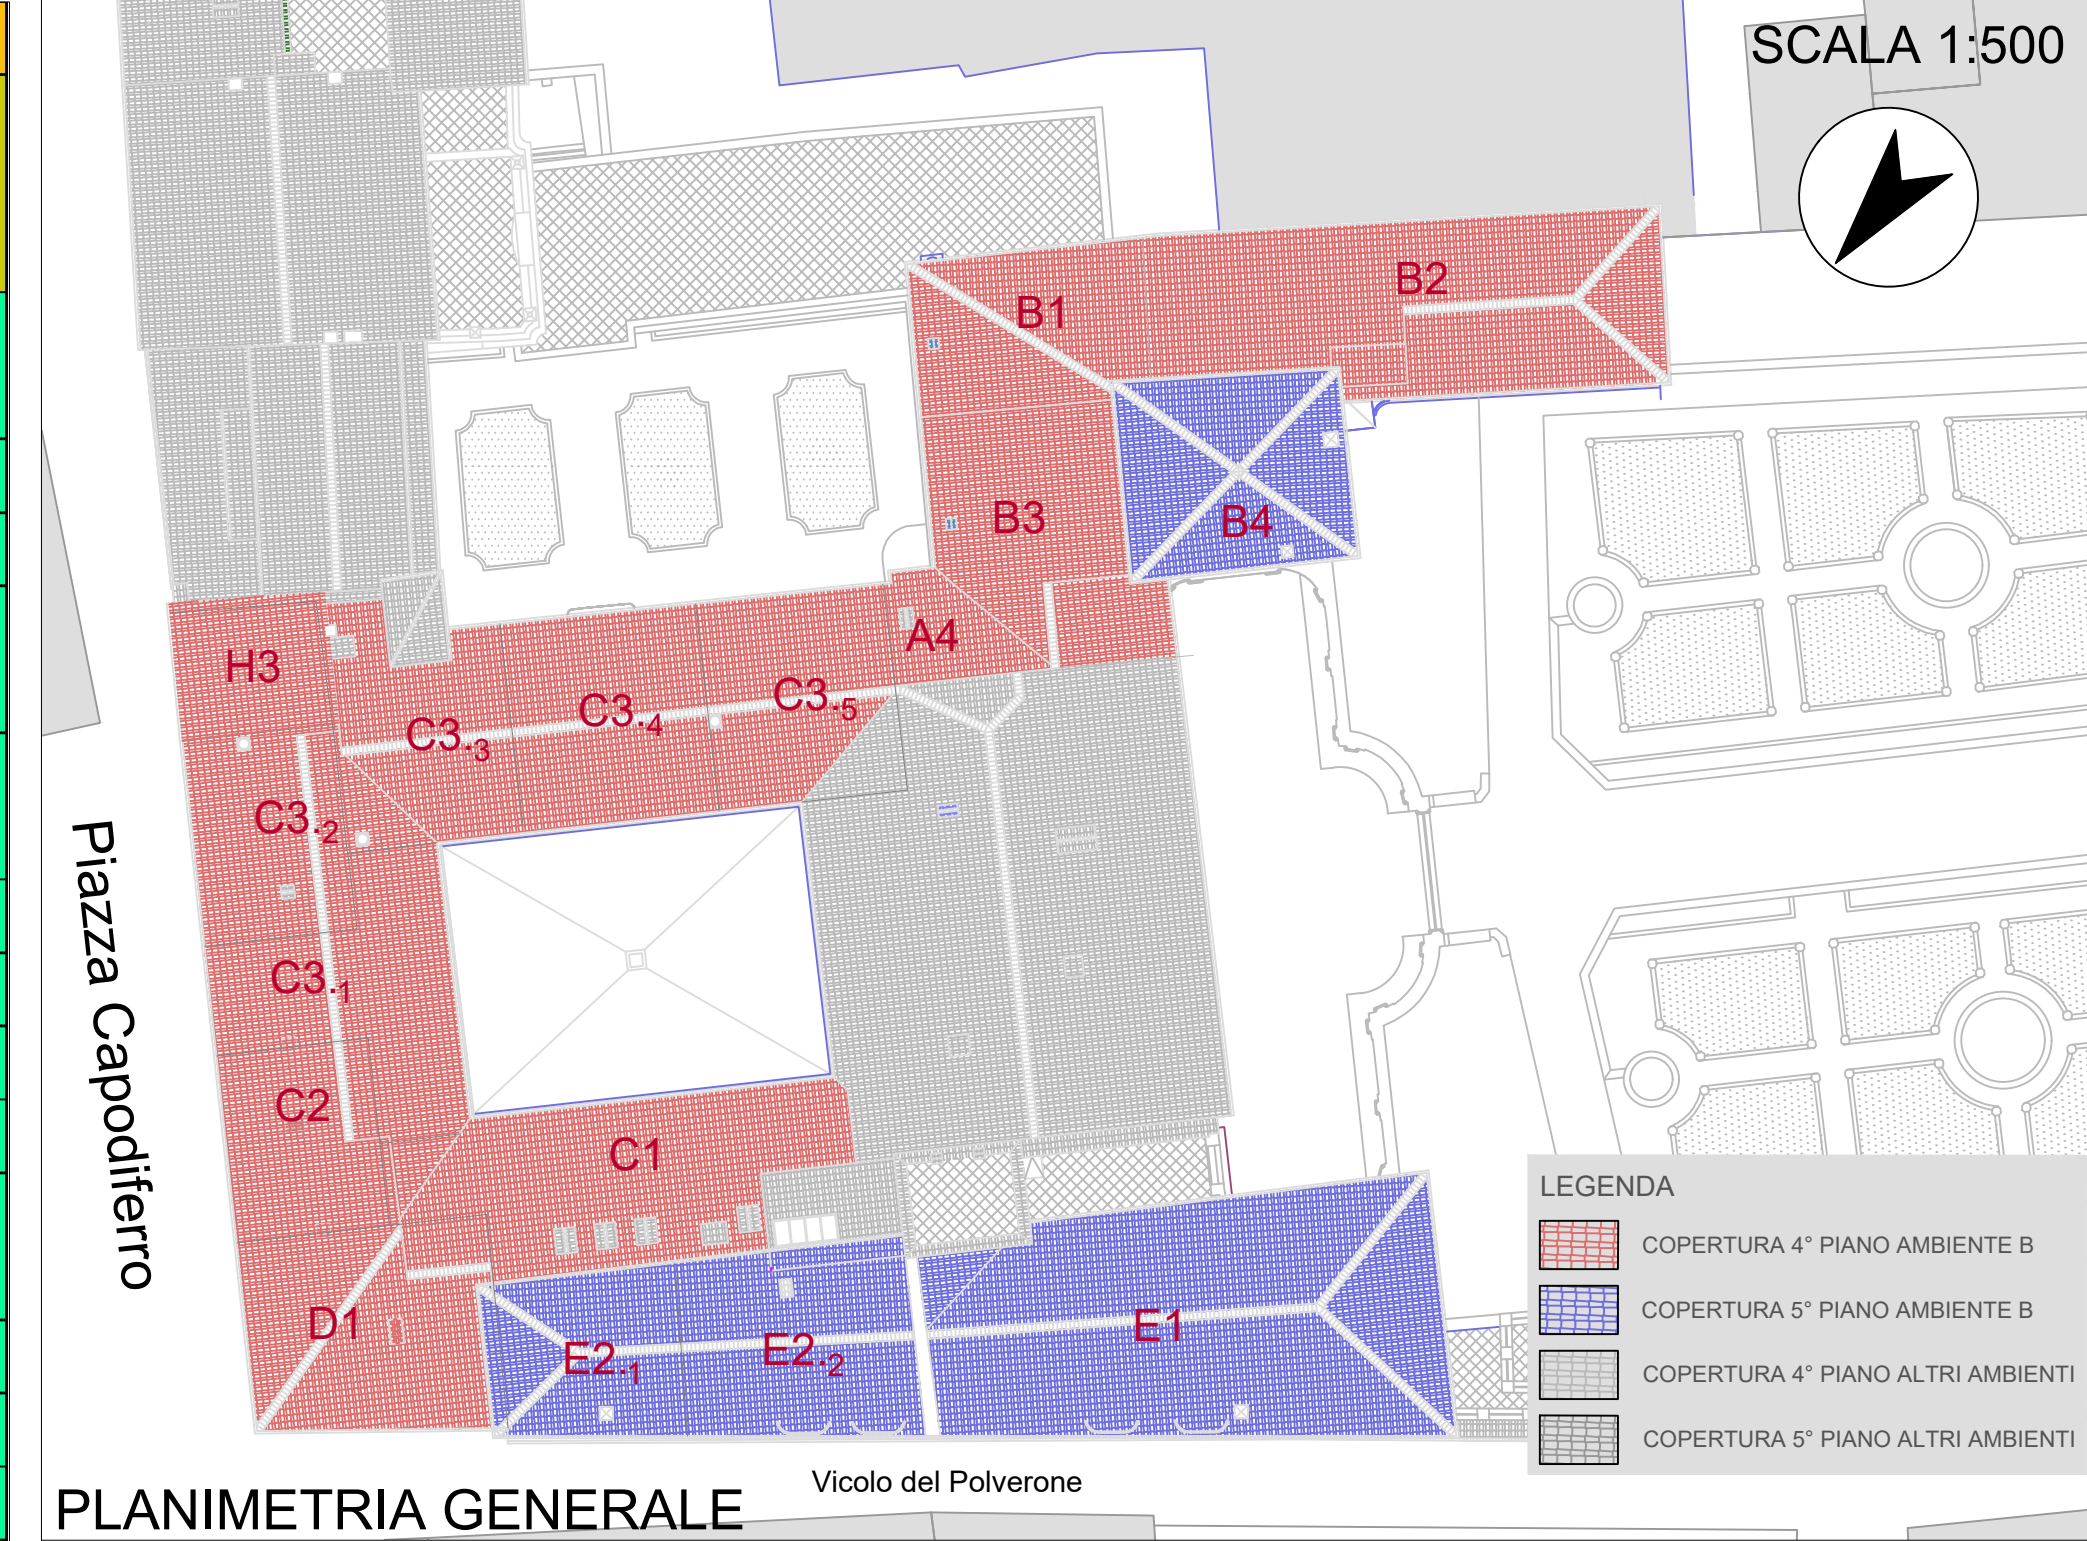 SCALA 1:500
B2
B1
B3
B4
A4
H3
C3.5
C3.4
C3.3
C3.2
C3.1
C2
C1
D1
E2.1
E2.2
E1
Piazza Capodiferro
LEGENDA
COPERTURA 4° PIANO AMBIENTE B
COPERTURA 5° PIANO AMBIENTE B
COPERTURA 4° PIANO ALTRI AMBIENTI
COPERTURA 5° PIANO ALTRI AMBIENTI
Vicolo del Polverone
PLANIMETRIA GENERALE